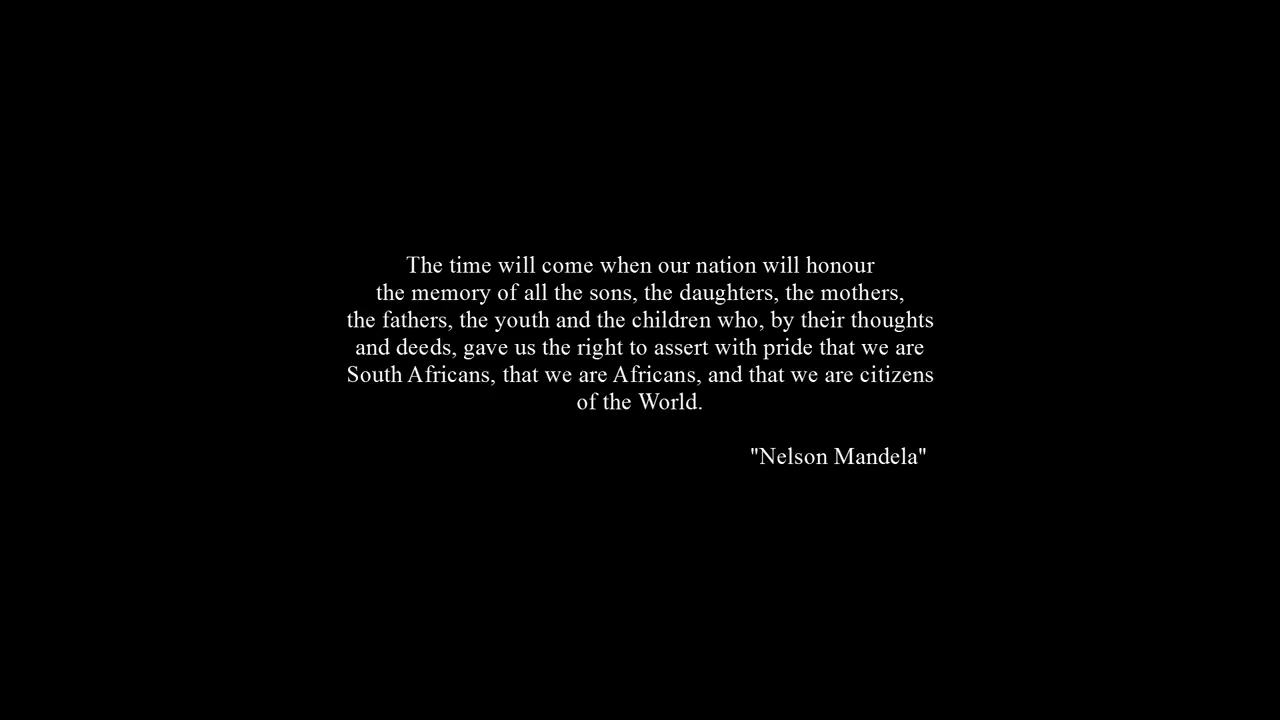 The time will come when our nation will honour
the memory of all the sons, the daughters, the mothers,
the fathers, the youth and the children who, by their thoughts
and deeds, gave us the right to assert with pride that we are
South Africans, that we are Africans, and that we are citizens
of the World.
"Nelson Mandela"